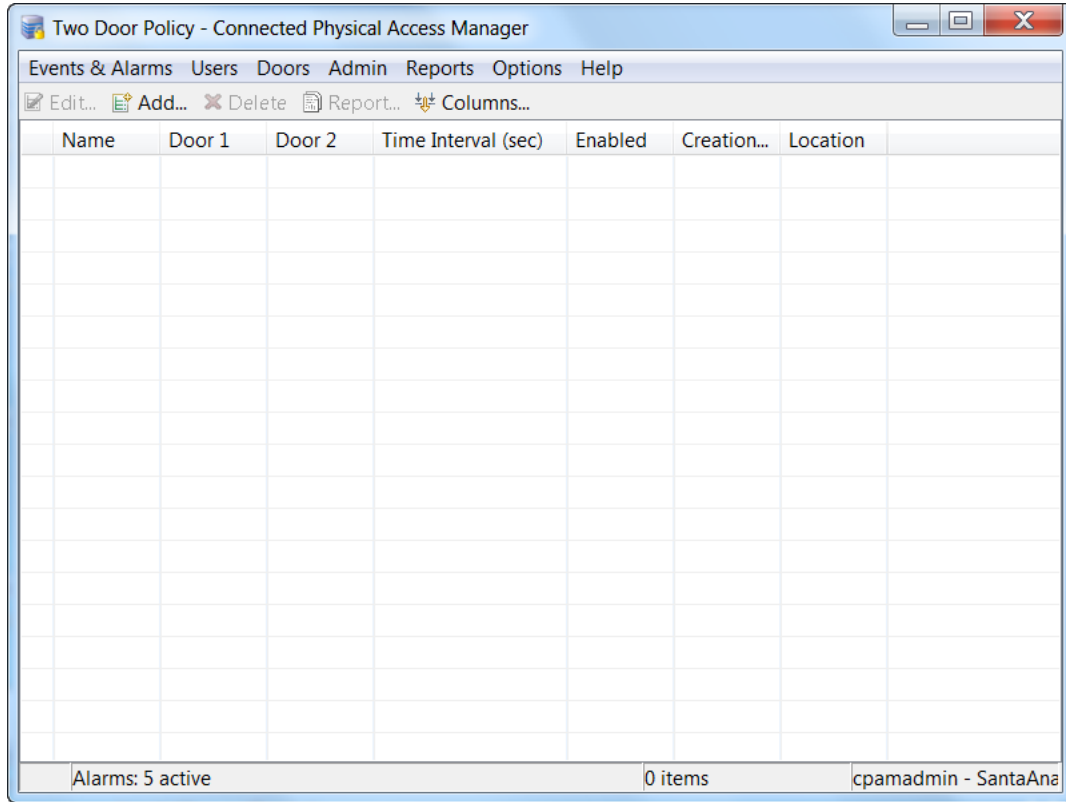 Two Door Policy - Connected Physical Access Manager
Events & Alarms Users Doors Admin Reports Options Help
Edit... Add... Delete Report... Columns...
Name Door 1 Door 2 Time Interval (sec) Enabled Creation... Location
Alarms: 5 active 0 items cpamadmin - SantaAna